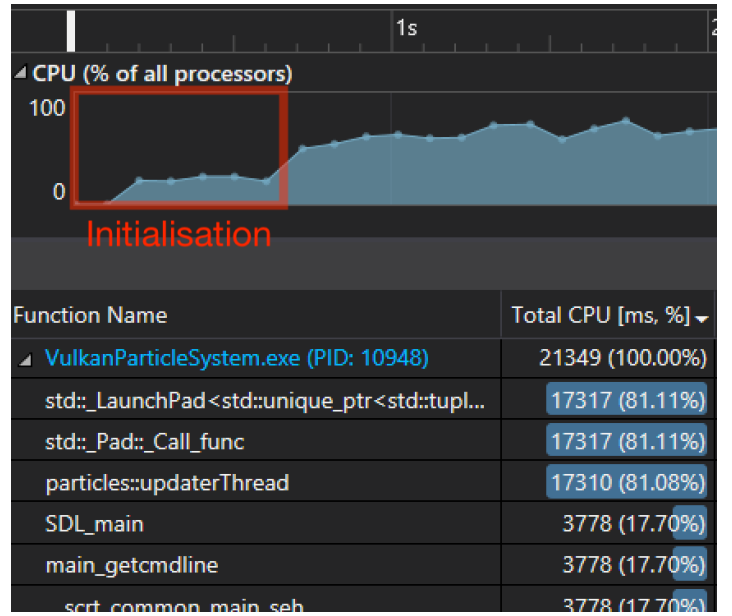 1s
CPU (% of all processors)
100
0
Initialisation
Function Name Total CPU [ms, %]
VulkanParticleSystem.exe (PID: 10948) 21349 (100.00%)
std::_LaunchPad<std::unique_ptr<std::tupl... 17317 (81.11%)
std::_Pad::_Call_func 17317 (81.11%)
particles::updaterThread 17310 (81.08%)
SDL_main 3778 (17.70%)
main_getcmdline 3778 (17.70%)
scrt_common_main_seh 3778 (17.70%)